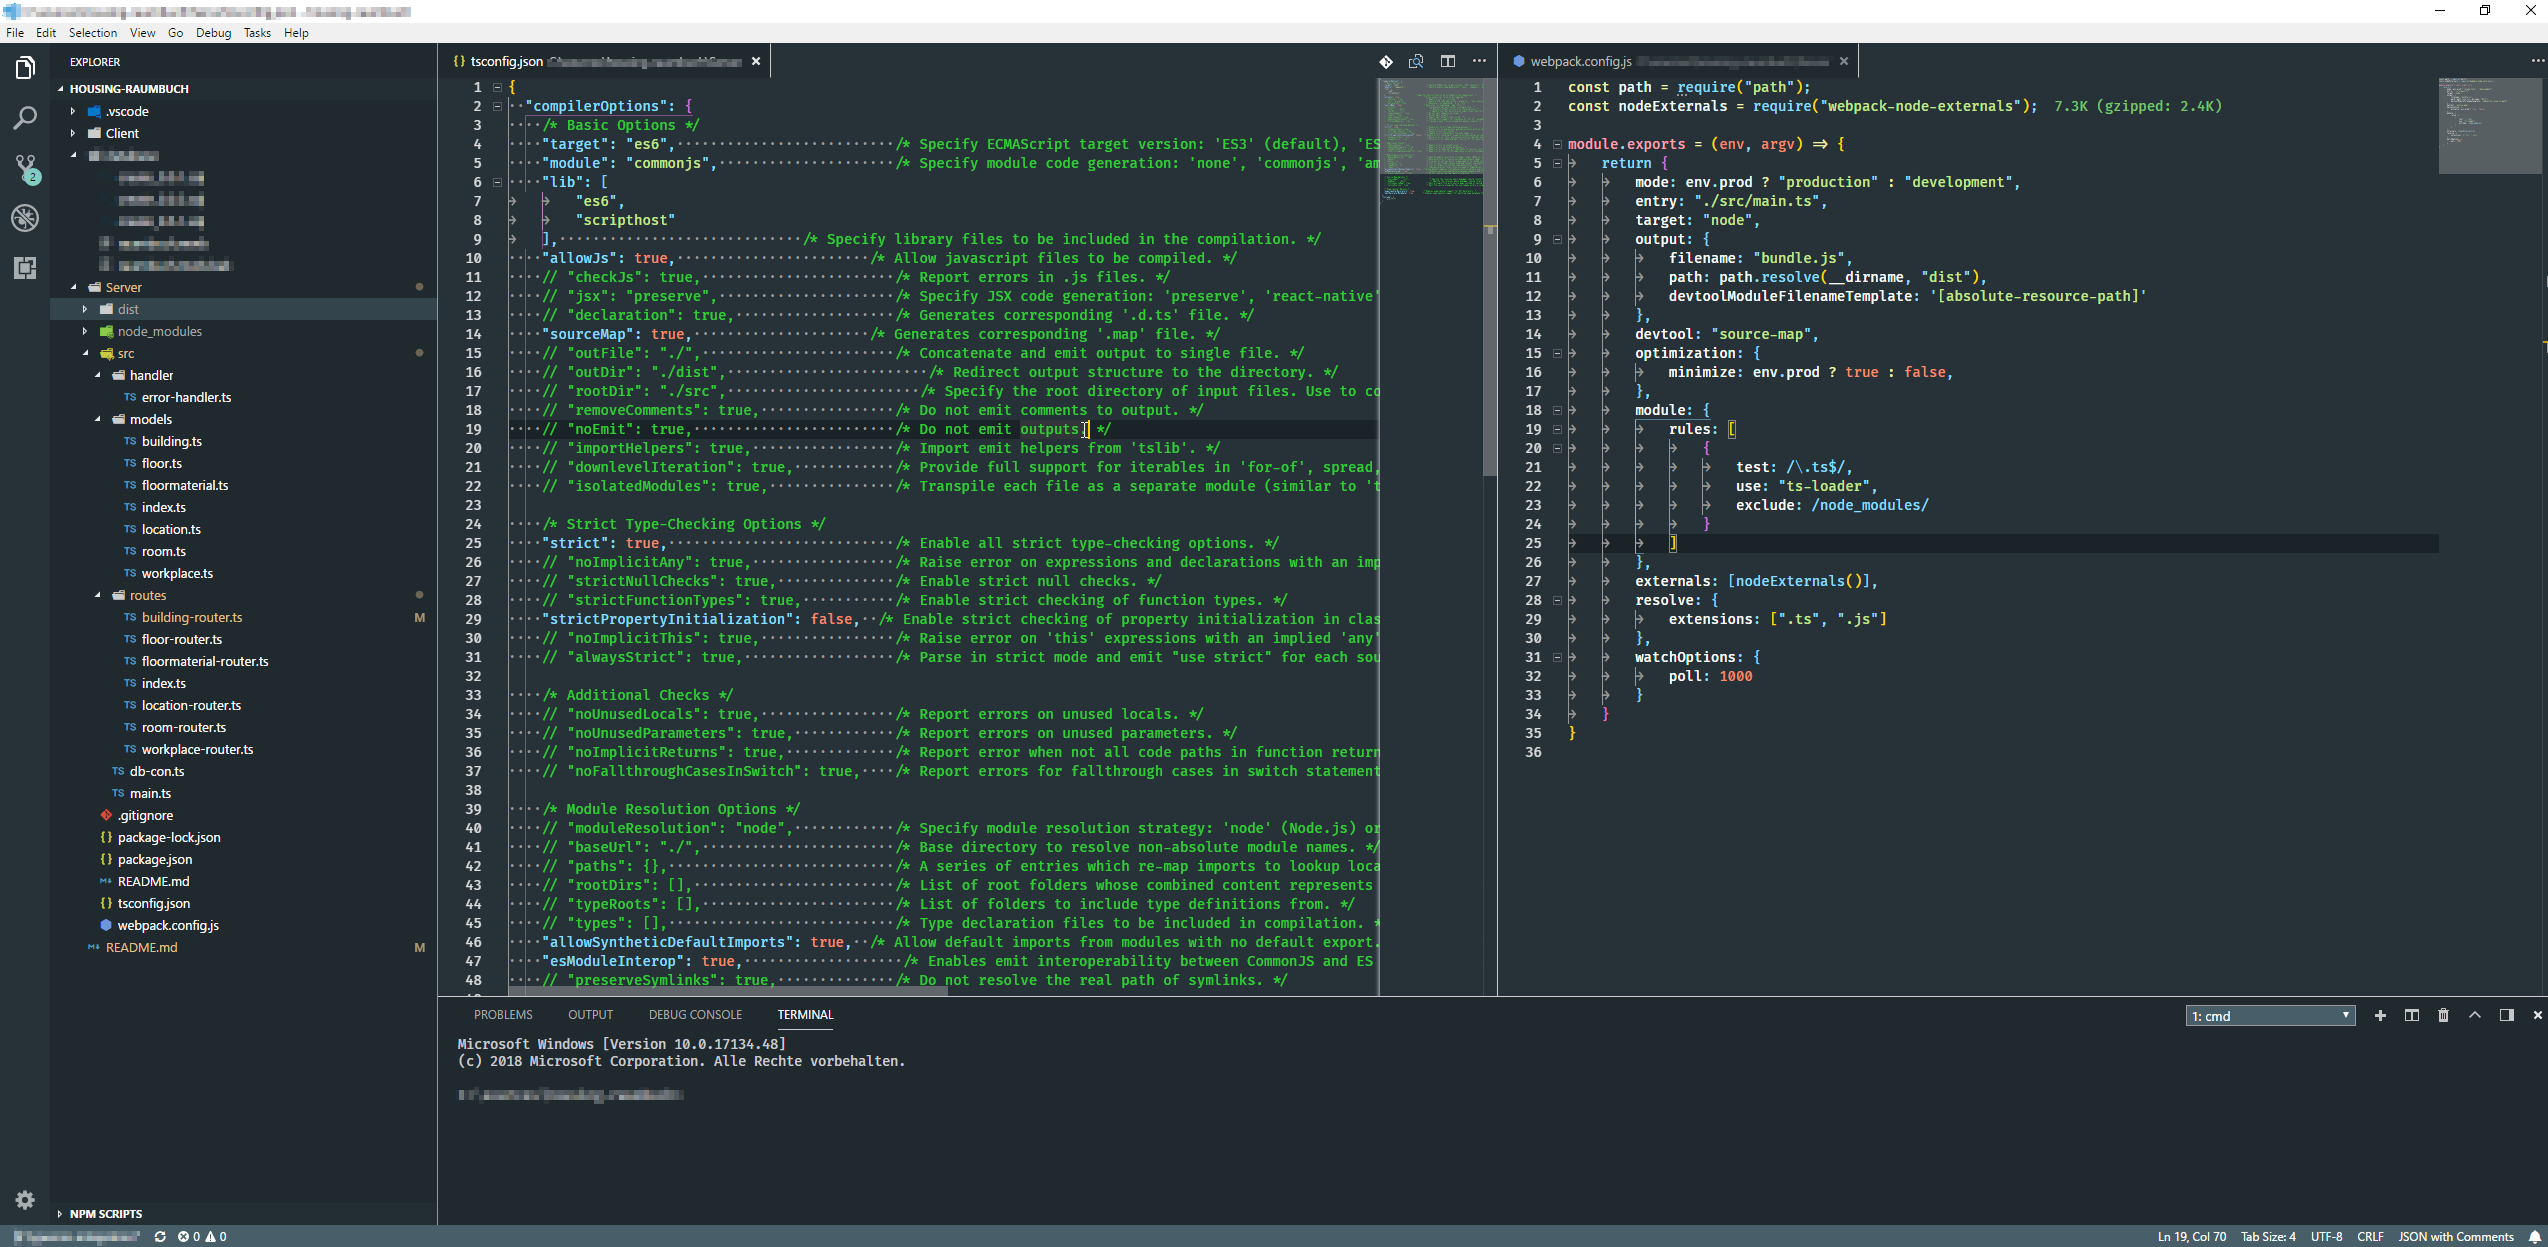 File Edit Selection View Go Debug Tasks Help
EXPLORER
HOUSING-RAUMBUCH
.vscode
Client
Server
dist
node_modules
src
handler
TS error-handler.ts
models
TS building.ts
TS floor.ts
TS floormaterial.ts
TS index.ts
TS location.ts
TS room.ts
TS workplace.ts
routes
TS building-router.ts M
TS floor-router.ts
TS floormaterial-router.ts
TS index.ts
TS location-router.ts
TS room-router.ts
TS workplace-router.ts
TS db-con.ts
TS main.ts
.gitignore
{} package-lock.json
{} package.json
README.md
{} tsconfig.json
webpack.config.js
README.md M
NPM SCRIPTS
2
{} tsconfig.json
1 {
2 "compilerOptions": {
3 /* Basic Options */
4 "target": "es6", /* Specify ECMAScript target version: 'ES3' (default), 'ES
5 "module": "commonjs", /* Specify module code generation: 'none', 'commonjs', 'am
6 "lib": [
7 "es6",
8 "scripthost"
9 ], /* Specify library files to be included in the compilation. */
10 "allowJs": true, /* Allow javascript files to be compiled. */
11 // "checkJs": true, /* Report errors in .js files. */
12 // "jsx": "preserve", /* Specify JSX code generation: 'preserve', 'react-native'
13 // "declaration": true, /* Generates corresponding '.d.ts' file. */
14 "sourceMap": true, /* Generates corresponding '.map' file. */
15 // "outFile": "./", /* Concatenate and emit output to single file. */
16 // "outDir": "./dist", /* Redirect output structure to the directory. */
17 // "rootDir": "./src", /* Specify the root directory of input files. Use to co
18 // "removeComments": true, /* Do not emit comments to output. */
19 // "noEmit": true, /* Do not emit outputs. */
20 // "importHelpers": true, /* Import emit helpers from 'tslib'. */
21 // "downlevelIteration": true, /* Provide full support for iterables in 'for-of', spread,
22 // "isolatedModules": true, /* Transpile each file as a separate module (similar to 't
23
24 /* Strict Type-Checking Options */
25 "strict": true, /* Enable all strict type-checking options. */
26 // "noImplicitAny": true, /* Raise error on expressions and declarations with an imp
27 // "strictNullChecks": true, /* Enable strict null checks. */
28 // "strictFunctionTypes": true, /* Enable strict checking of function types. */
29 "strictPropertyInitialization": false, /* Enable strict checking of property initialization in clas
30 // "noImplicitThis": true, /* Raise error on 'this' expressions with an implied 'any'
31 // "alwaysStrict": true, /* Parse in strict mode and emit "use strict" for each sou
32
33 /* Additional Checks */
34 // "noUnusedLocals": true, /* Report errors on unused locals. */
35 // "noUnusedParameters": true, /* Report errors on unused parameters. */
36 // "noImplicitReturns": true, /* Report error when not all code paths in function return
37 // "noFallthroughCasesInSwitch": true, /* Report errors for fallthrough cases in switch statement
38
39 /* Module Resolution Options */
40 // "moduleResolution": "node", /* Specify module resolution strategy: 'node' (Node.js) or
41 // "baseUrl": "./", /* Base directory to resolve non-absolute module names. */
42 // "paths": {}, /* A series of entries which re-map imports to lookup loca
43 // "rootDirs": [], /* List of root folders whose combined content represents
44 // "typeRoots": [], /* List of folders to include type definitions from. */
45 // "types": [], /* Type declaration files to be included in compilation. *
46 "allowSyntheticDefaultImports": true, /* Allow default imports from modules with no default export.
47 "esModuleInterop": true, /* Enables emit interoperability between CommonJS and ES
48 // "preserveSymlinks": true, /* Do not resolve the real path of symlinks. */
webpack.config.js
1 const path = require("path");
2 const nodeExternals = require("webpack-node-externals"); 7.3K (gzipped: 2.4K)
3
4 module.exports = (env, argv) => {
5 return {
6 mode: env.prod ? "production" : "development",
7 entry: "./src/main.ts",
8 target: "node",
9 output: {
10 filename: "bundle.js",
11 path: path.resolve(__dirname, "dist"),
12 devtoolModuleFilenameTemplate: '[absolute-resource-path]'
13 },
14 devtool: "source-map",
15 optimization: {
16 minimize: env.prod ? true : false,
17 },
18 module: {
19 rules: [
20 {
21 test: /\.ts$/,
22 use: "ts-loader",
23 exclude: /node_modules/
24 }
25 ]
26 },
27 externals: [nodeExternals()],
28 resolve: {
29 extensions: [".ts", ".js"]
30 },
31 watchOptions: {
32 poll: 1000
33 }
34 }
35 }
36
PROBLEMS OUTPUT DEBUG CONSOLE TERMINAL 1: cmd
Microsoft Windows [Version 10.0.17134.48]
(c) 2018 Microsoft Corporation. Alle Rechte vorbehalten.
0 0 Ln 19, Col 70 Tab Size: 4 UTF-8 CRLF JSON with Comments